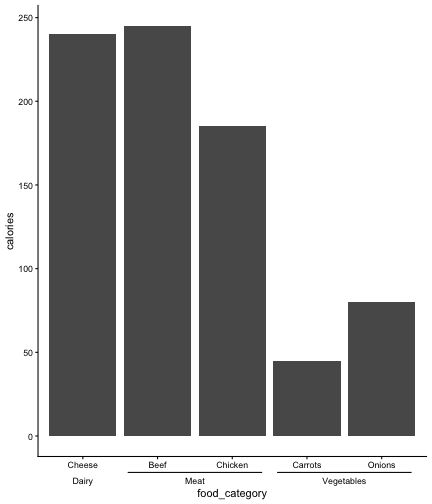 calories
250
200
150
100
50
0
Cheese Beef Chicken Carrots Onions
Dairy Meat Vegetables
food_category